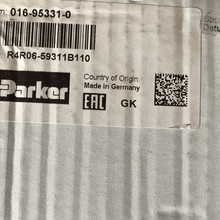 016-95331-0
R4R06-59311B110
Parker
Country of Origin:
Made in Germany
EAC
GK